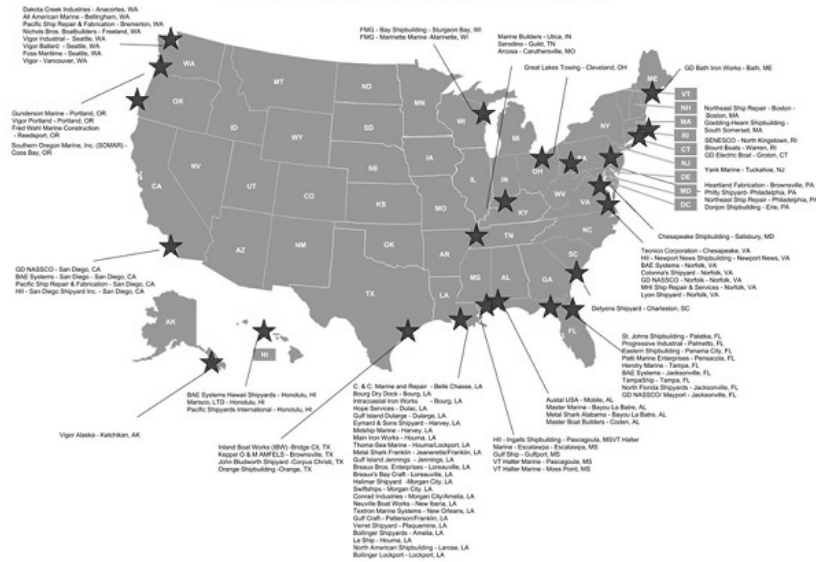 Dakota Creek Industries - Anacortes, WA
All American Marine - Bellingham, WA
Pacific Ship Repair & Fabrication - Bremerton, WA
Nichols Bros. Boatbuilders - Freeland, WA
Vigor Industrial - Seattle, WA
Vigor Ballard - Seattle, WA
Foss Maritime - Seattle, WA
Vigor - Vancouver, WA
FMG - Bay Shipbuilding - Sturgeon Bay, WI
FMG - Marinette Marine -Marinette, WI
Marine Builders - Utica, IN
Serodino - Guild, TN
Arcosa - Caruthersville, MO
Great Lakes Towing - Cleveland, OH
GD Bath Iron Works - Bath, ME
Gunderson Marine - Portland, OR
Vigor Portland - Portland, OR
Fred Wahl Marine Construction
- Reedsport, OR
Southern Oregon Marine, Inc. (SOMAR) -
Coos Bay, OR
Northeast Ship Repair - Boston -
Boston, MA
Gladding-Hearn Shipbuilding -
South Somerset, MA
SENESCO - North Kingstown, RI
Blount Boats - Warren, RI
GD Electric Boat - Groton, CT
Yank Marine - Tuckahoe, NJ
Heartland Fabrication - Brownsville, PA
Philly Shipyard- Philadelphia, PA
Northeast Ship Repair - Philadelphia, PA
Donjon Shipbuilding - Erie, PA
Chesapeake Shipbuilding - Salisbury, MD
Tecnico Corporation - Chesapeake, VA
HII - Newport News Shipbuilding - Newport News, VA
BAE Systems - Norfolk, VA
Colonna's Shipyard - Norfolk, VA
GD NASSCO - Norfolk - Norfolk, VA
MHI Ship Repair & Services - Norfolk, VA
Lyon Shipyard - Norfolk, VA
Detyens Shipyard - Charleston, SC
GD NASSCO - San Diego, CA
BAE Systems - San Diego - San Diego, CA
Pacific Ship Repair & Fabrication - San Diego, CA
HII - San Diego Shipyard Inc. - San Diego, CA
St. Johns Shipbuilding - Palatka, FL
Progressive Industrial - Palmetto, FL
Eastern Shipbuilding - Panama City, FL
Patti Marine Enterprises - Pensacola, FL
Hendry Marine - Tampa, FL
BAE Systems - Jacksonville, FL
TampaShip - Tampa, FL
North Florida Shipyards - Jacksonville, FL
GD NASSCO/ Mayport - Jacksonville, FL
BAE Systems Hawaii Shipyards - Honolulu, HI
Marisco, LTD - Honolulu, HI
Pacific Shipyards International - Honolulu, HI
Vigor Alaska - Ketchikan, AK
Inland Boat Works (IBW) -Bridge Cit, TX
Keppel O & M AMFELS - Brownsville, TX
John Bludworth Shipyard -Corpus Christi, TX
Orange Shipbuilding -Orange, TX
C. & C. Marine and Repair - Belle Chasse, LA
Bourg Dry Dock - Bourg, LA
Intracoastal Iron Works - Bourg, LA
Hope Services - Dulac, LA
Gulf Island Dularge - Dularge, LA
Eymard & Sons Shipyard - Harvey, LA
Midship Marine - Harvey, LA
Main Iron Works - Houma, LA
Thoma-Sea Marine - Houma/Lockport, LA
Metal Shark Franklin - Jeanerette/Franklin, LA
Gulf Island Jennings - Jennings, LA
Breaux Bros. Enterprises - Loreauville, LA
Breaux's Bay Craft - Loreauville, LA
Halimar Shipyard -Morgan City, LA
Swiftships - Morgan City, LA
Conrad Industries - Morgan City/Amelia, LA
Neuville Boat Works - New Iberia, LA
Textron Marine Systems - New Orleans, LA
Gulf Craft - Patterson/Franklin, LA
Verret Shipyard - Plaquemine, LA
Bollinger Shipyards - Amelia, LA
La Ship - Houma, LA
North American Shipbuilding - Larose, LA
Bollinger Lockport - Lockport, LA
Austal USA - Mobile, AL
Master Marine - Bayou La Batre, AL
Metal Shark Alabama - Bayou La Batre, AL
Master Boat Builders - Coden, AL
HII - Ingalls Shipbuilding - Pascagoula, MSVT Halter
Marine - Escatawpa - Escatawpa, MS
Gulf Ship - Gulfport, MS
VT Halter Marine - Pascagoula, MS
VT Halter Marine - Moss Point, MS
WA
MT
ND
MN
ME
VT
NH
MA
RI
CT
NJ
DE
MD
DC
OR
ID
WY
SD
WI
MI
NY
NV
UT
CO
NE
IA
IL
IN
OH
PA
WV
VA
CA
AZ
NM
KS
MO
KY
TN
NC
OK
AR
SC
TX
LA
MS
AL
GA
FL
AK
HI